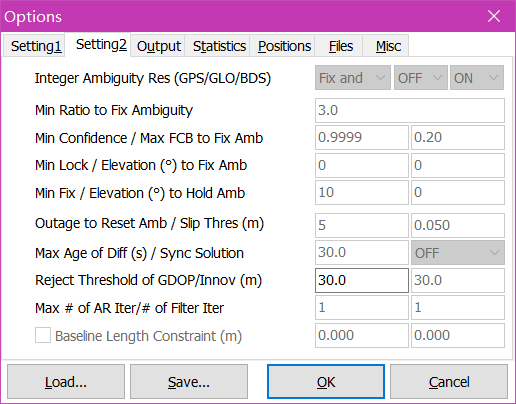 Options
Setting1 Setting2 Output Statistics Positions Files Misc
Integer Ambiguity Res (GPS/GLO/BDS) Fix and OFF ON
Min Ratio to Fix Ambiguity 3.0
Min Confidence / Max FCB to Fix Amb 0.9999 0.20
Min Lock / Elevation (°) to Fix Amb 0 0
Min Fix / Elevation (°) to Hold Amb 10 0
Outage to Reset Amb / Slip Thres (m) 5 0.050
Max Age of Diff (s) / Sync Solution 30.0 OFF
Reject Threshold of GDOP/Innov (m) 30.0 30.0
Max # of AR Iter/# of Filter Iter 1 1
Baseline Length Constraint (m) 0.000 0.000
Load... Save... OK Cancel